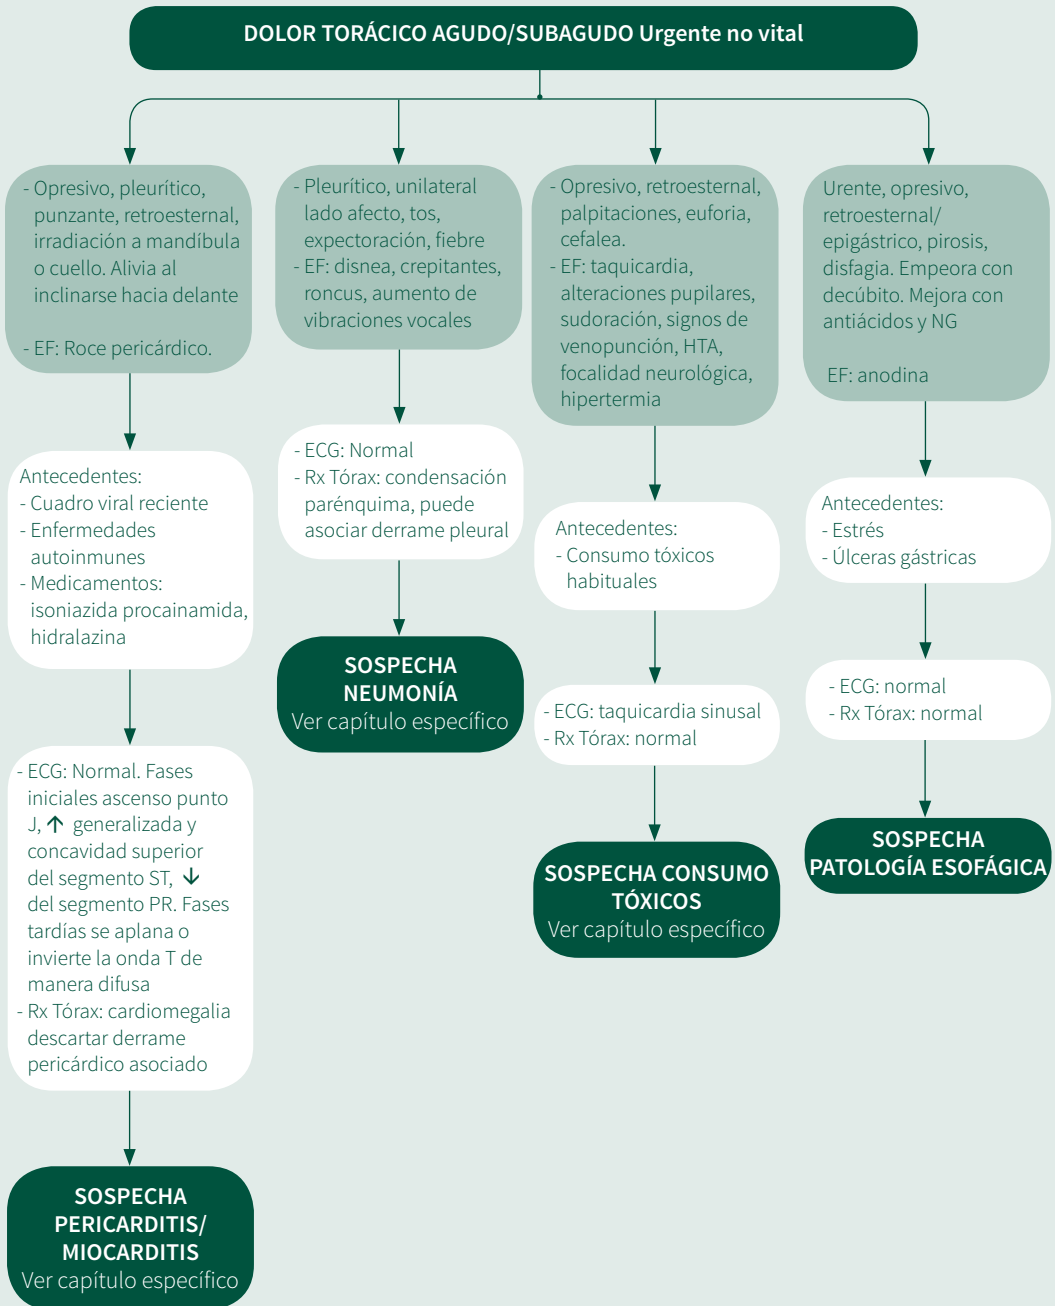 DOLOR TORÁCICO AGUDO/SUBAGUDO Urgente no vital
- Opresivo, pleurítico,
punzante, retroesternal,
irradiación a mandíbula
o cuello. Alivia al
inclinarse hacia delante
- EF: Roce pericárdico.
Antecedentes:
- Cuadro viral reciente
- Enfermedades
autoinmunes
- Medicamentos:
isoniazida procainamida,
hidralazina
- ECG: Normal. Fases
iniciales ascenso punto
J, ↑ generalizada y
concavidad superior
del segmento ST, ↓
del segmento PR. Fases
tardías se aplana o
invierte la onda T de
manera difusa
- Rx Tórax: cardiomegalia
descartar derrame
pericárdico asociado
SOSPECHA
PERICARDITIS/
MIOCARDITIS
Ver capítulo específico
- Pleurítico, unilateral
lado afecto, tos,
expectoración, fiebre
- EF: disnea, crepitantes,
roncus, aumento de
vibraciones vocales
- ECG: Normal
- Rx Tórax: condensación
parénquima, puede
asociar derrame pleural
SOSPECHA
NEUMONÍA
Ver capítulo específico
- Opresivo, retroesternal,
palpitaciones, euforia,
cefalea.
- EF: taquicardia,
alteraciones pupilares,
sudoración, signos de
venopunción, HTA,
focalidad neurológica,
hipertermia
Antecedentes:
- Consumo tóxicos
habituales
- ECG: taquicardia sinusal
- Rx Tórax: normal
SOSPECHA CONSUMO
TÓXICOS
Ver capítulo específico
Urente, opresivo,
retroesternal/
epigástrico, pirosis,
disfagia. Empeora con
decúbito. Mejora con
antiácidos y NG
EF: anodina
Antecedentes:
- Estrés
- Úlceras gástricas
- ECG: normal
- Rx Tórax: normal
SOSPECHA
PATOLOGÍA ESOFÁGICA